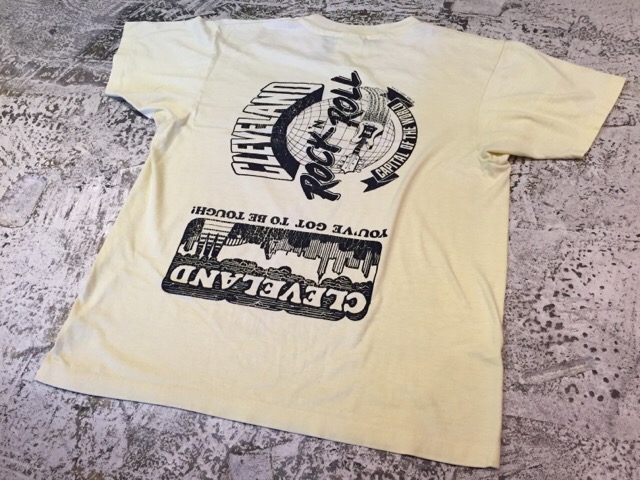 CLEVELAND
ROCK 'N' ROLL
CAPITAL OF THE WORLD
CLEVELAND
YOU'VE GOT TO BE TOUGH!